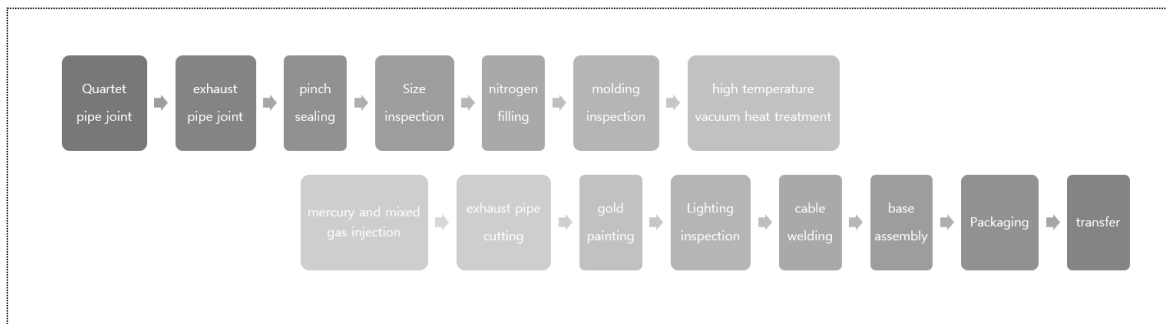 Quartet
pipe joint
exhaust
pipe joint
pinch
sealing
Size
inspection
nitrogen
filling
molding
inspection
high temperature
vacuum heat treatment
mercury and mixed
gas injection
exhaust pipe
cutting
gold
painting
Lighting
inspection
cable
welding
base
assembly
Packaging
transfer